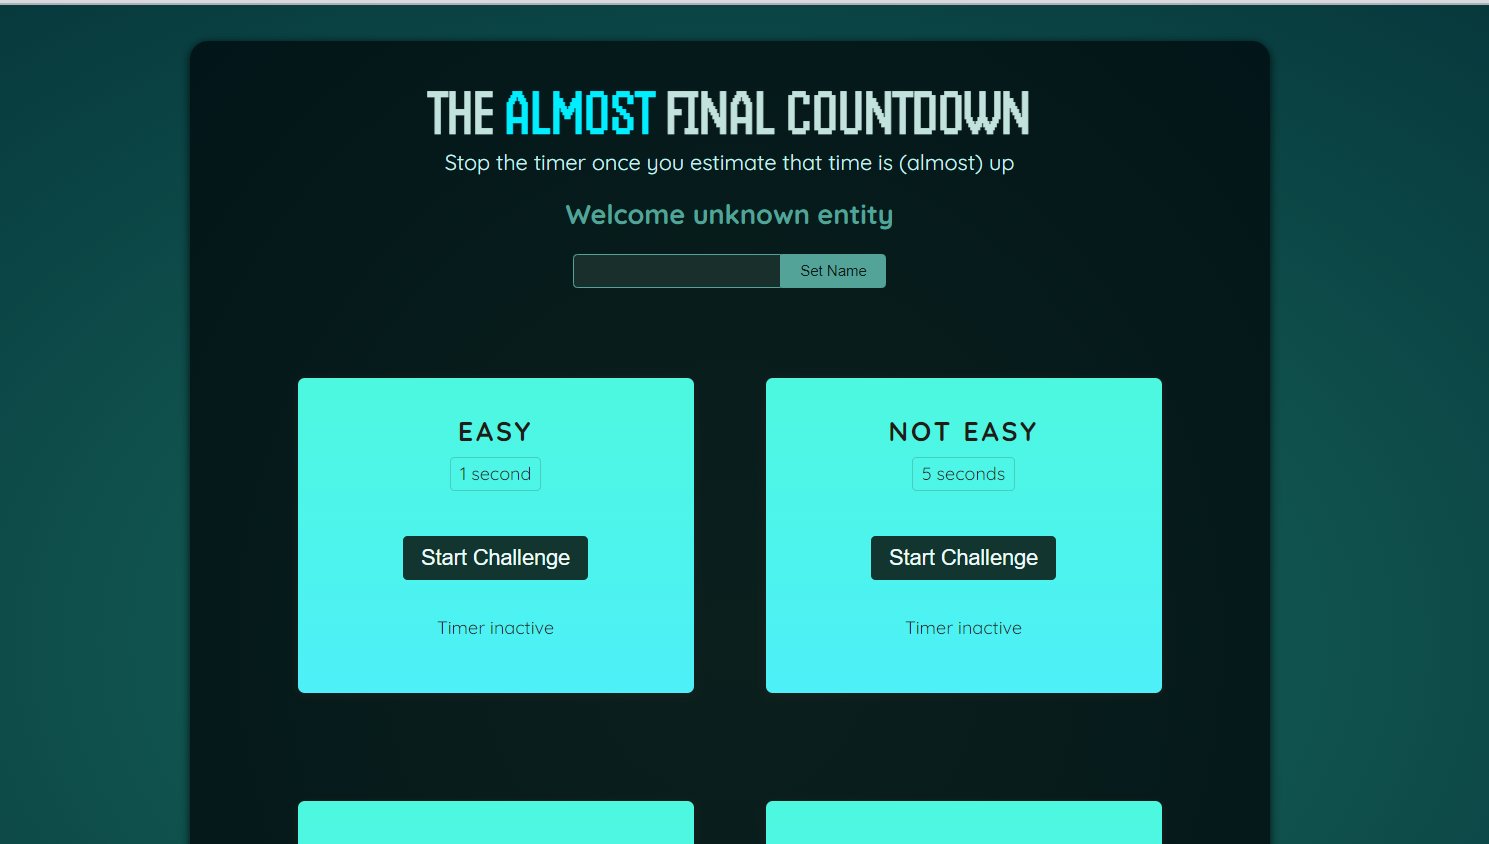 THE ALMOST FINAL COUNTDOWN
Stop the timer once you estimate that time is (almost) up
Welcome unknown entity
Set Name
EASY
1 second
Start Challenge
Timer inactive
NOT EASY
5 seconds
Start Challenge
Timer inactive